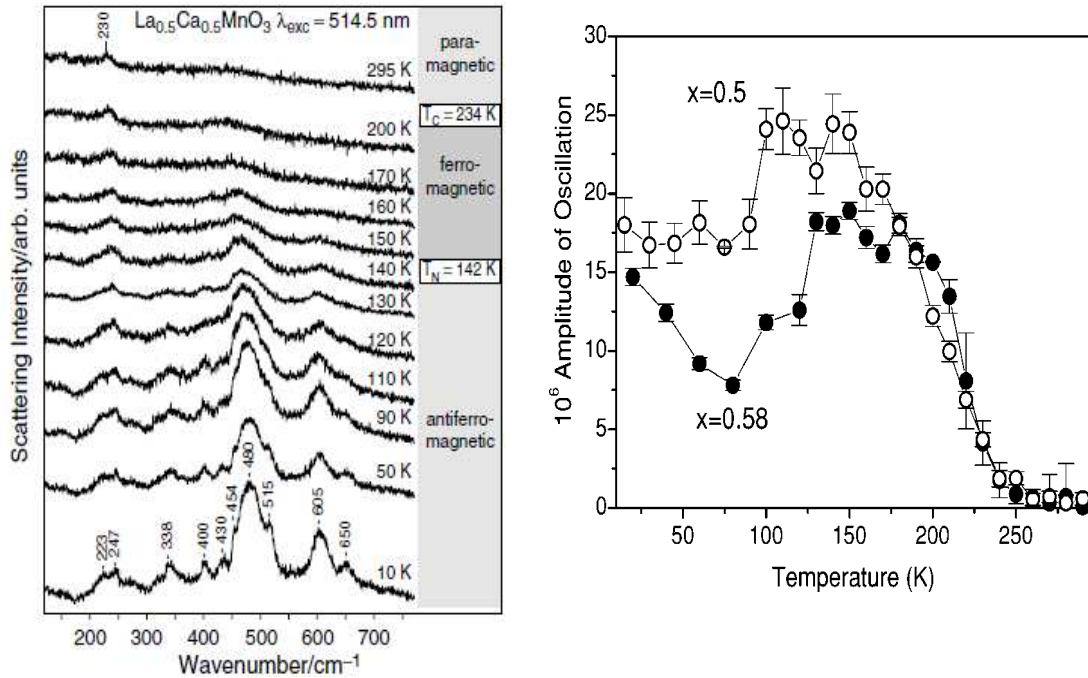 La0.5Ca0.5MnO3 λexc = 514.5 nm
230
295 K
para-
magnetic
TC = 234 K
200 K
170 K
ferro-
magnetic
160 K
150 K
140 K
TN = 142 K
130 K
120 K
110 K
90 K
antiferro-
magnetic
50 K
10 K
223
247
338
400
430
454
480
515
605
650
Scattering Intensity/arb. units
200 300 400 500 600 700
Wavenumber/cm–1
30
25
20
15
10
5
0
10^6 Amplitude of Oscillation
x=0.5
x=0.58
50 100 150 200 250
Temperature (K)